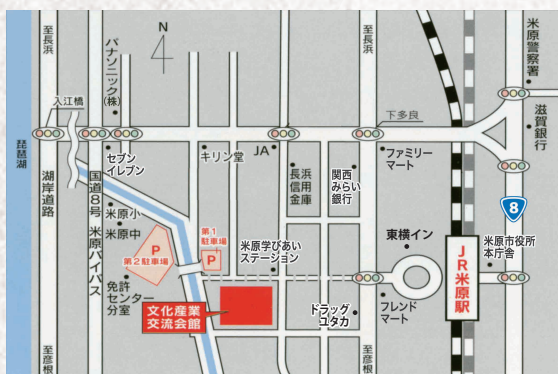 至長浜
パナソニック(株)
N
至長浜
米原警察署
入江橋
下多良
滋賀銀行
琵琶湖
湖岸道路
セブン
イレブン
キリン堂
JA
長浜
信用
金庫
関西
みらい
銀行
ファミリー
マート
国道8号 米原バイパス
米原小
米原中
8
P
第2駐車場
第1
駐車場
P
米原学びあい
ステーション
東横イン
JR米原駅
米原市役所
本庁舎
免許
センター
分室
文化産業
交流会館
ドラッグ
ユタカ
フレンド
マート
至彦根
至彦根
至彦根